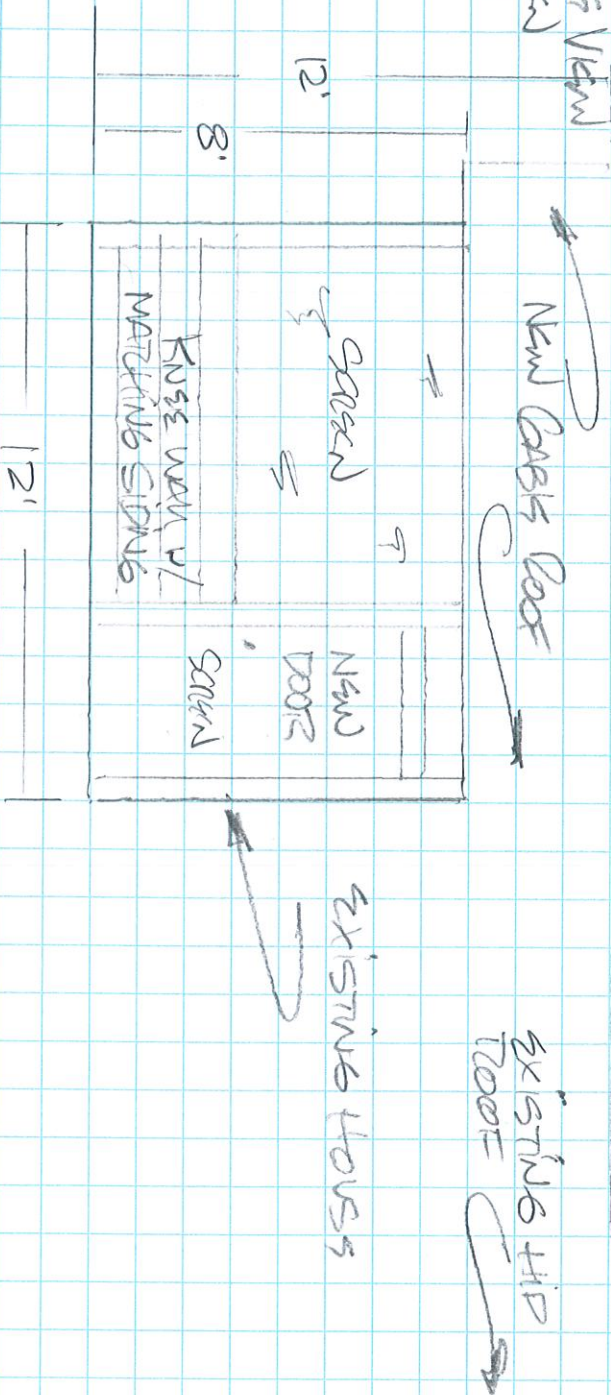 VIEW
NEW GABLE ROOF
EXISTING HIP
ROOF
12'
8'
SCREEN
KNEE WALL W/
MATCHING SIDING
NEW
DOOR
SCREEN
EXISTING HOUSE
12'